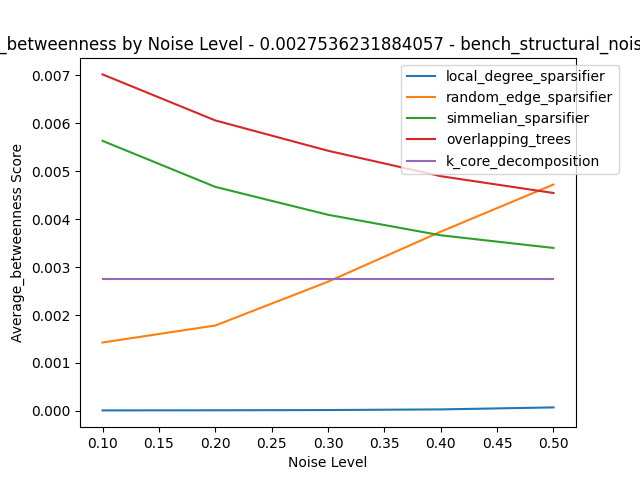 _betweenness by Noise Level - 0.0027536231884057 - bench_structural_nois
local_degree_sparsifier
random_edge_sparsifier
simmelian_sparsifier
overlapping_trees
k_core_decomposition
Average_betweenness Score
0.007
0.006
0.005
0.004
0.003
0.002
0.001
0.000
0.10 0.15 0.20 0.25 0.30 0.35 0.40 0.45 0.50
Noise Level